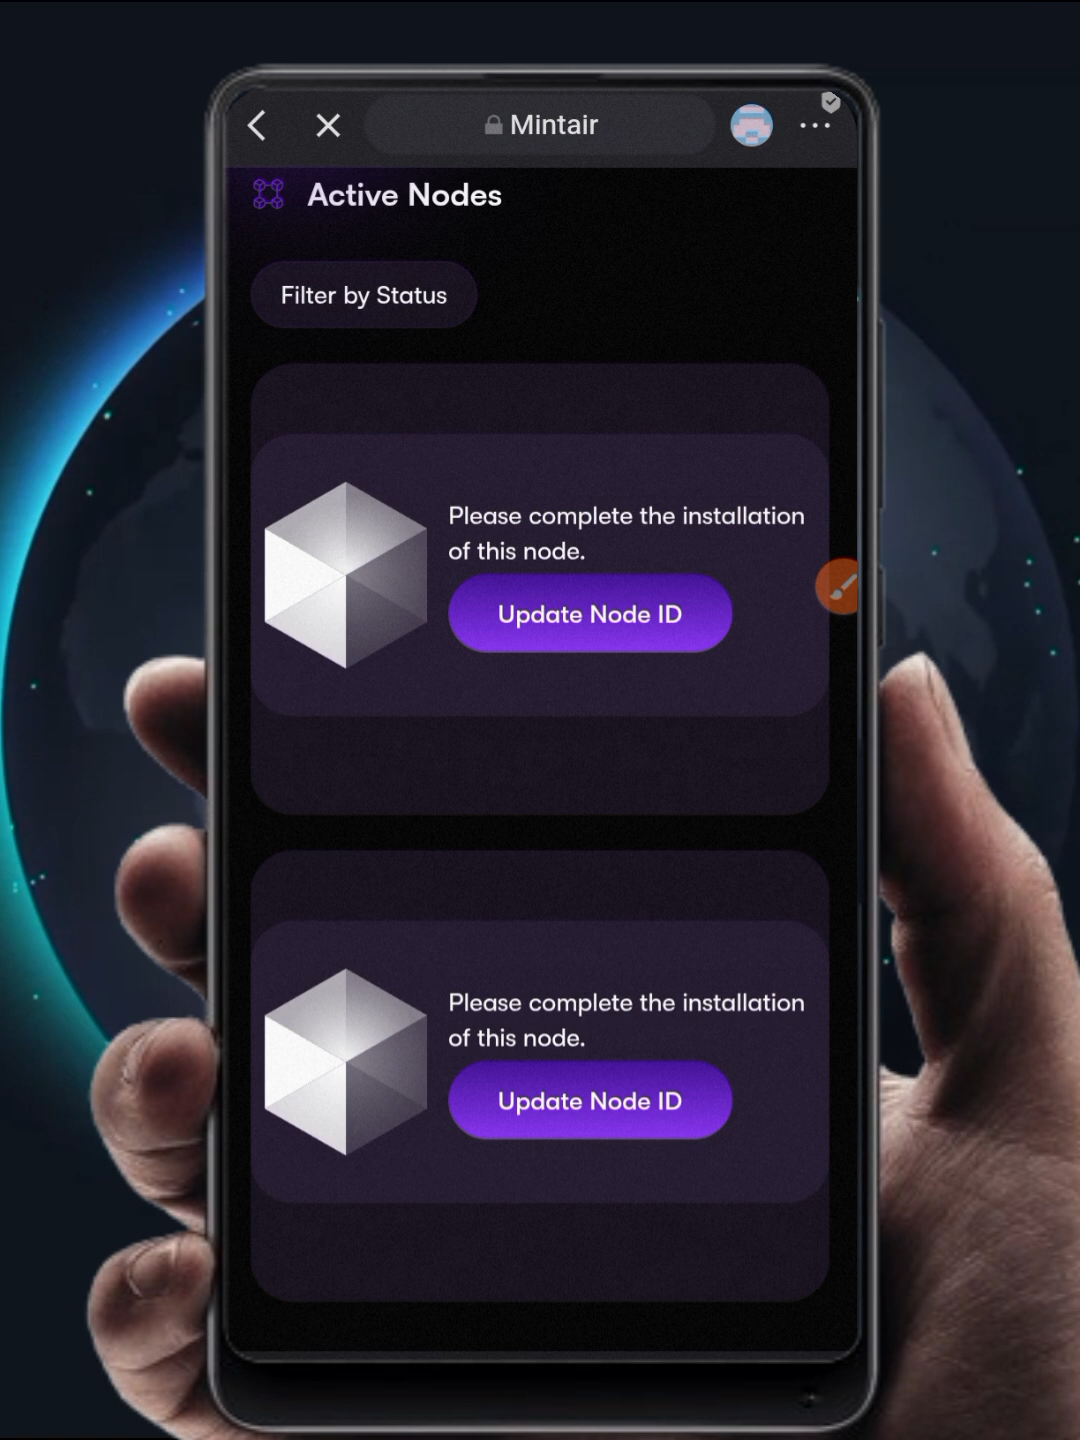 Mintair
Active Nodes
Filter by Status
Please complete the installation
of this node.
Update Node ID
Please complete the installation
of this node.
Update Node ID